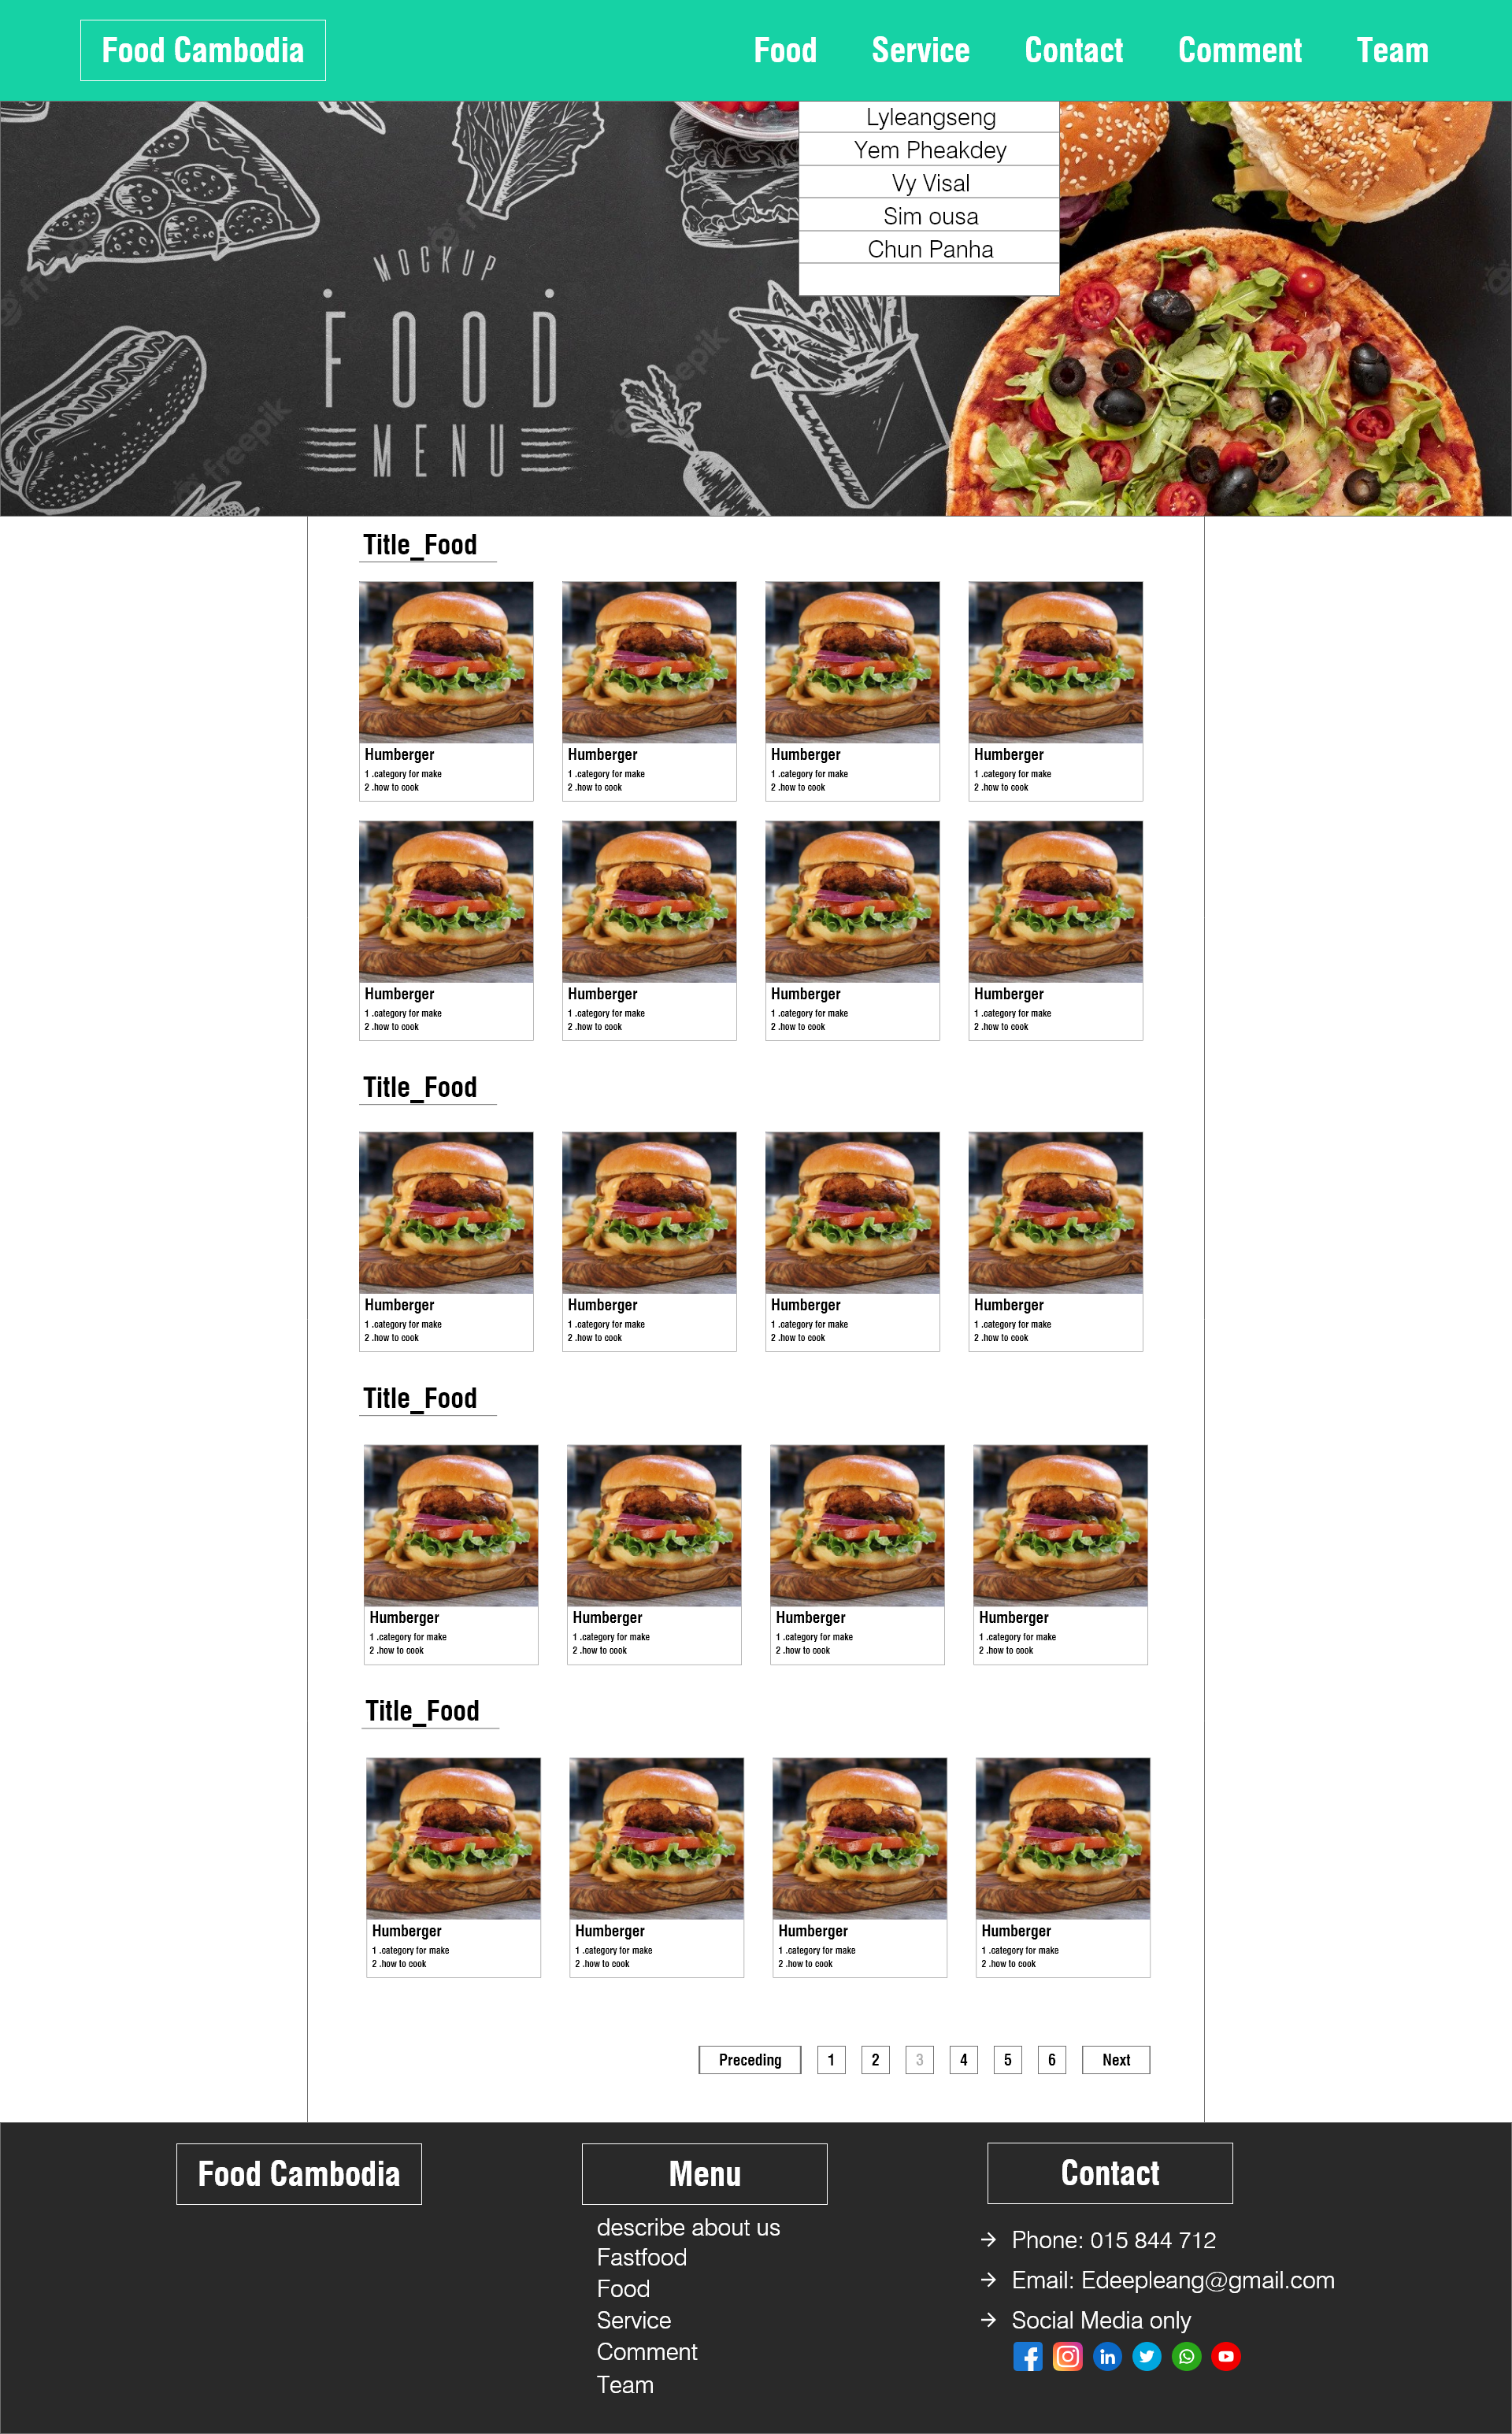 Food Cambodia
Food Service Contact Comment Team
Lyleangseng
Yem Pheakdey
Vy Visal
Sim ousa
Chun Panha
MOCKUP
FOOD
MENU
freepik
freepik
Title_Food
Humberger Humberger Humberger Humberger
1 .category for make 1 .category for make 1 .category for make 1 .category for make
2 .how to cook 2 .how to cook 2 .how to cook 2 .how to cook
Humberger Humberger Humberger Humberger
1 .category for make 1 .category for make 1 .category for make 1 .category for make
2 .how to cook 2 .how to cook 2 .how to cook 2 .how to cook
Title_Food
Humberger Humberger Humberger Humberger
1 .category for make 1 .category for make 1 .category for make 1 .category for make
2 .how to cook 2 .how to cook 2 .how to cook 2 .how to cook
Title_Food
Humberger Humberger Humberger Humberger
1 .category for make 1 .category for make 1 .category for make 1 .category for make
2 .how to cook 2 .how to cook 2 .how to cook 2 .how to cook
Title_Food
Humberger Humberger Humberger Humberger
1 .category for make 1 .category for make 1 .category for make 1 .category for make
2 .how to cook 2 .how to cook 2 .how to cook 2 .how to cook
Preceding 1 2 3 4 5 6 Next
Food Cambodia
Menu
describe about us
Fastfood
Food
Service
Comment
Team
Contact
Phone: 015 844 712
Email: Edeepleang@gmail.com
Social Media only